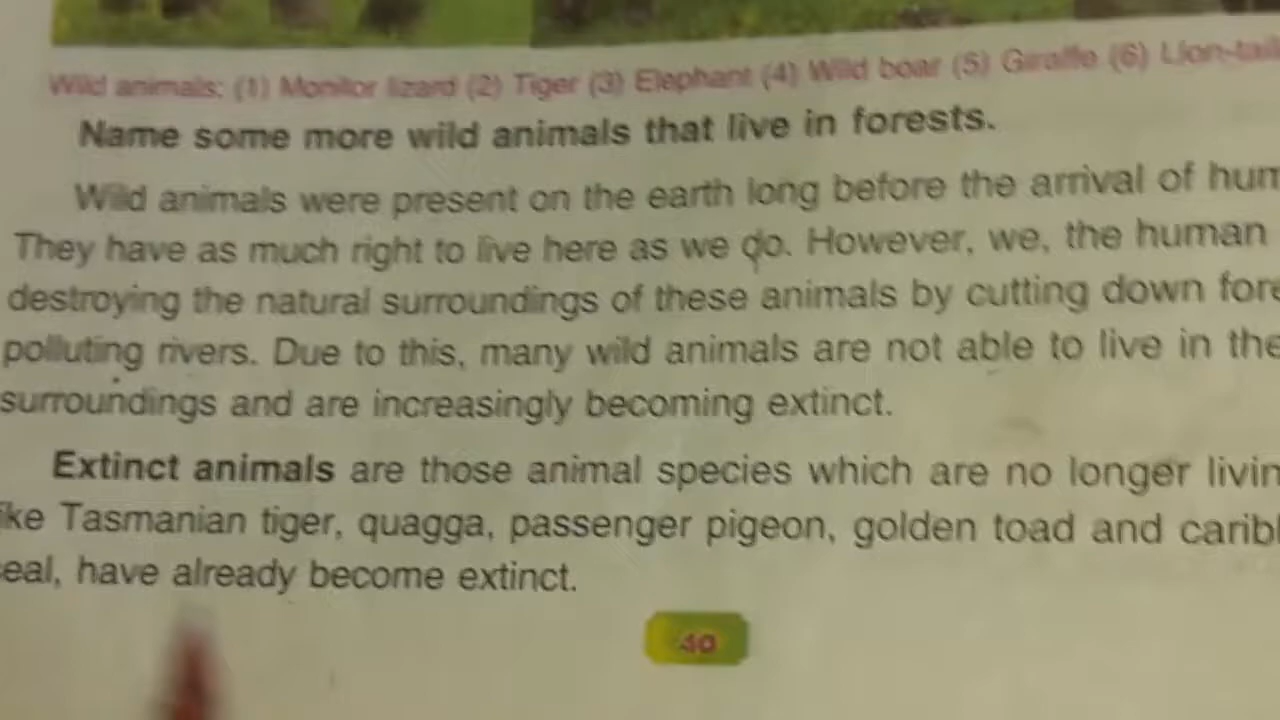 Wild animals: (1) Monitor lizard (2) Tiger (3) Elephant (4) Wild boar (5) Giraffe (6) Lion-tail
Name some more wild animals that live in forests.
Wild animals were present on the earth long before the arrival of hum
They have as much right to live here as we do. However, we, the human
destroying the natural surroundings of these animals by cutting down fore
polluting rivers. Due to this, many wild animals are not able to live in the
surroundings and are increasingly becoming extinct.
Extinct animals are those animal species which are no longer livin
ike Tasmanian tiger, quagga, passenger pigeon, golden toad and caribb
eal, have already become extinct.
40